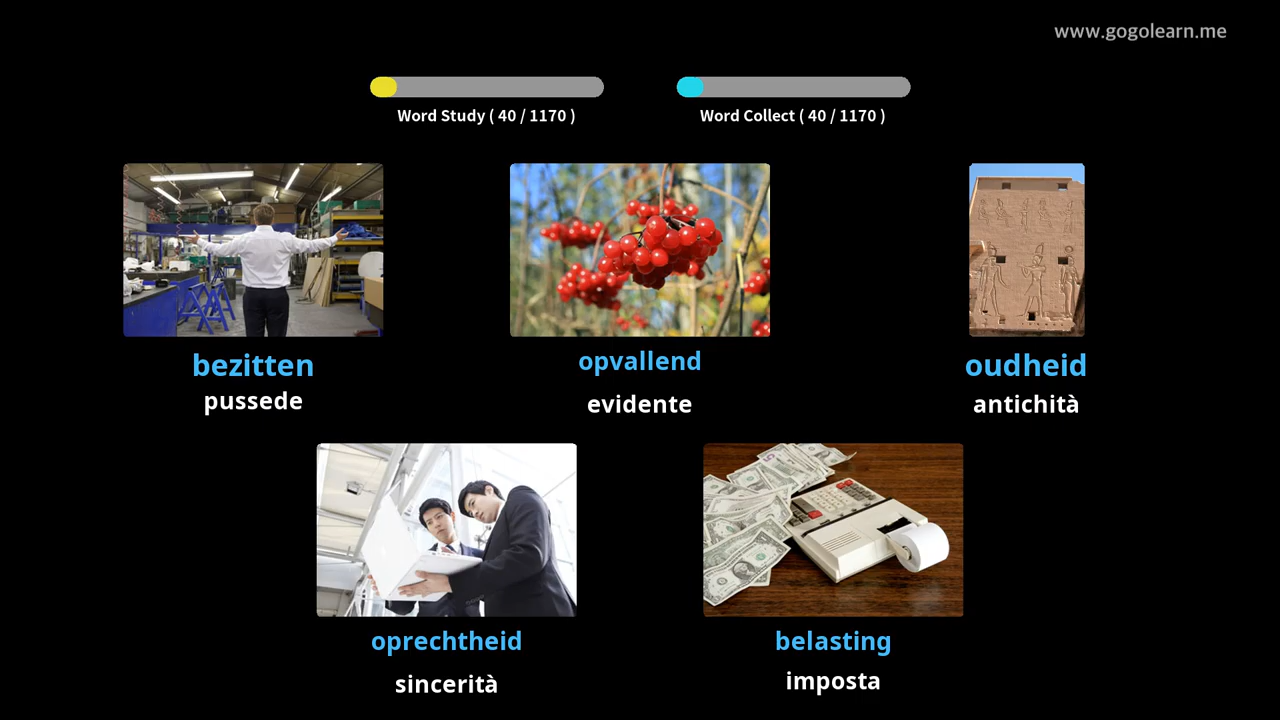 www.gogolearn.me
Word Study ( 40 / 1170 )
Word Collect ( 40 / 1170 )
bezitten
pussede
opvallend
evidente
oudheid
antichità
oprechtheid
sincerità
belasting
imposta